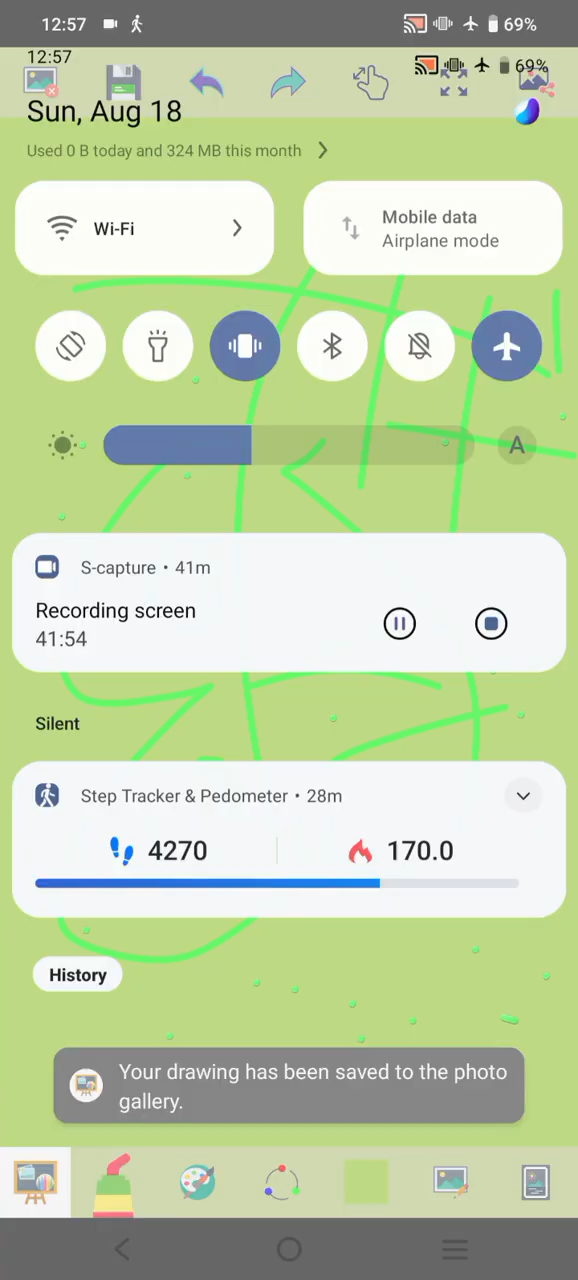 12:57
69%
12:57
69%
Sun, Aug 18
Used 0 B today and 324 MB this month
Wi-Fi
Mobile data
Airplane mode
A
S-capture • 41m
Recording screen
41:54
Silent
Step Tracker & Pedometer • 28m
4270
170.0
History
Your drawing has been saved to the photo
gallery.